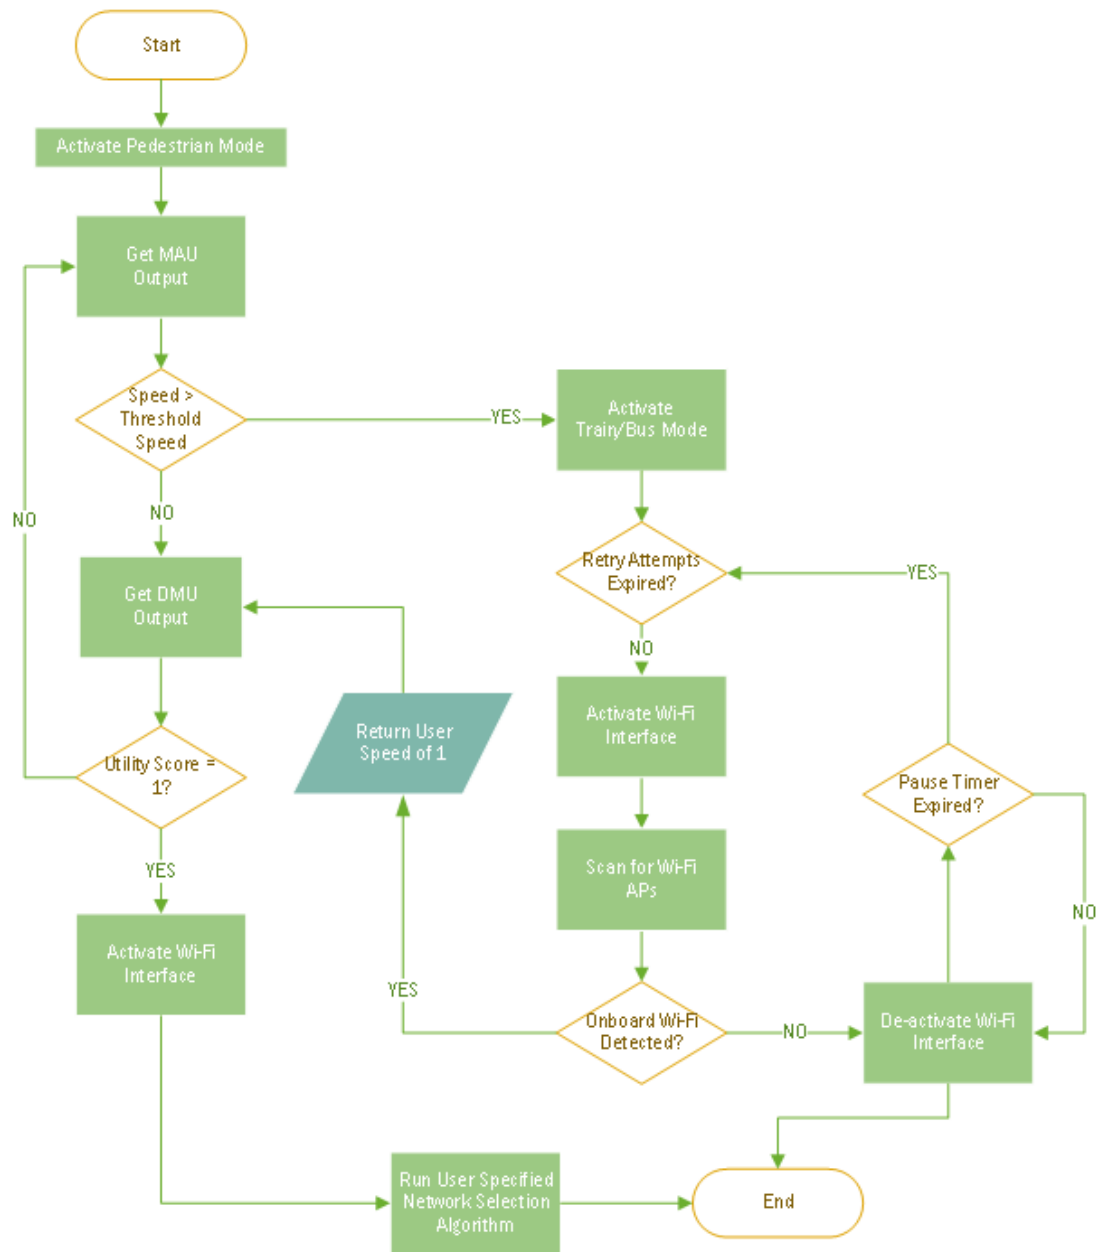 Start
Activate Pedestrian Mode
Get MAU
Output
Speed >
Threshold
Speed
YES
Activate
Train/Bus Mode
NO
NO
Get DMU
Output
Retry Attempts
Expired?
YES
NO
Return User
Speed of 1
Activate Wi-Fi
Interface
Utility Score =
1?
Pause Timer
Expired?
YES
Scan for Wi-Fi
APs
NO
Activate Wi-Fi
Interface
YES
Onboard Wi-Fi
Detected?
NO
De-activate Wi-Fi
Interface
Run User Specified
Network Selection
Algorithm
End